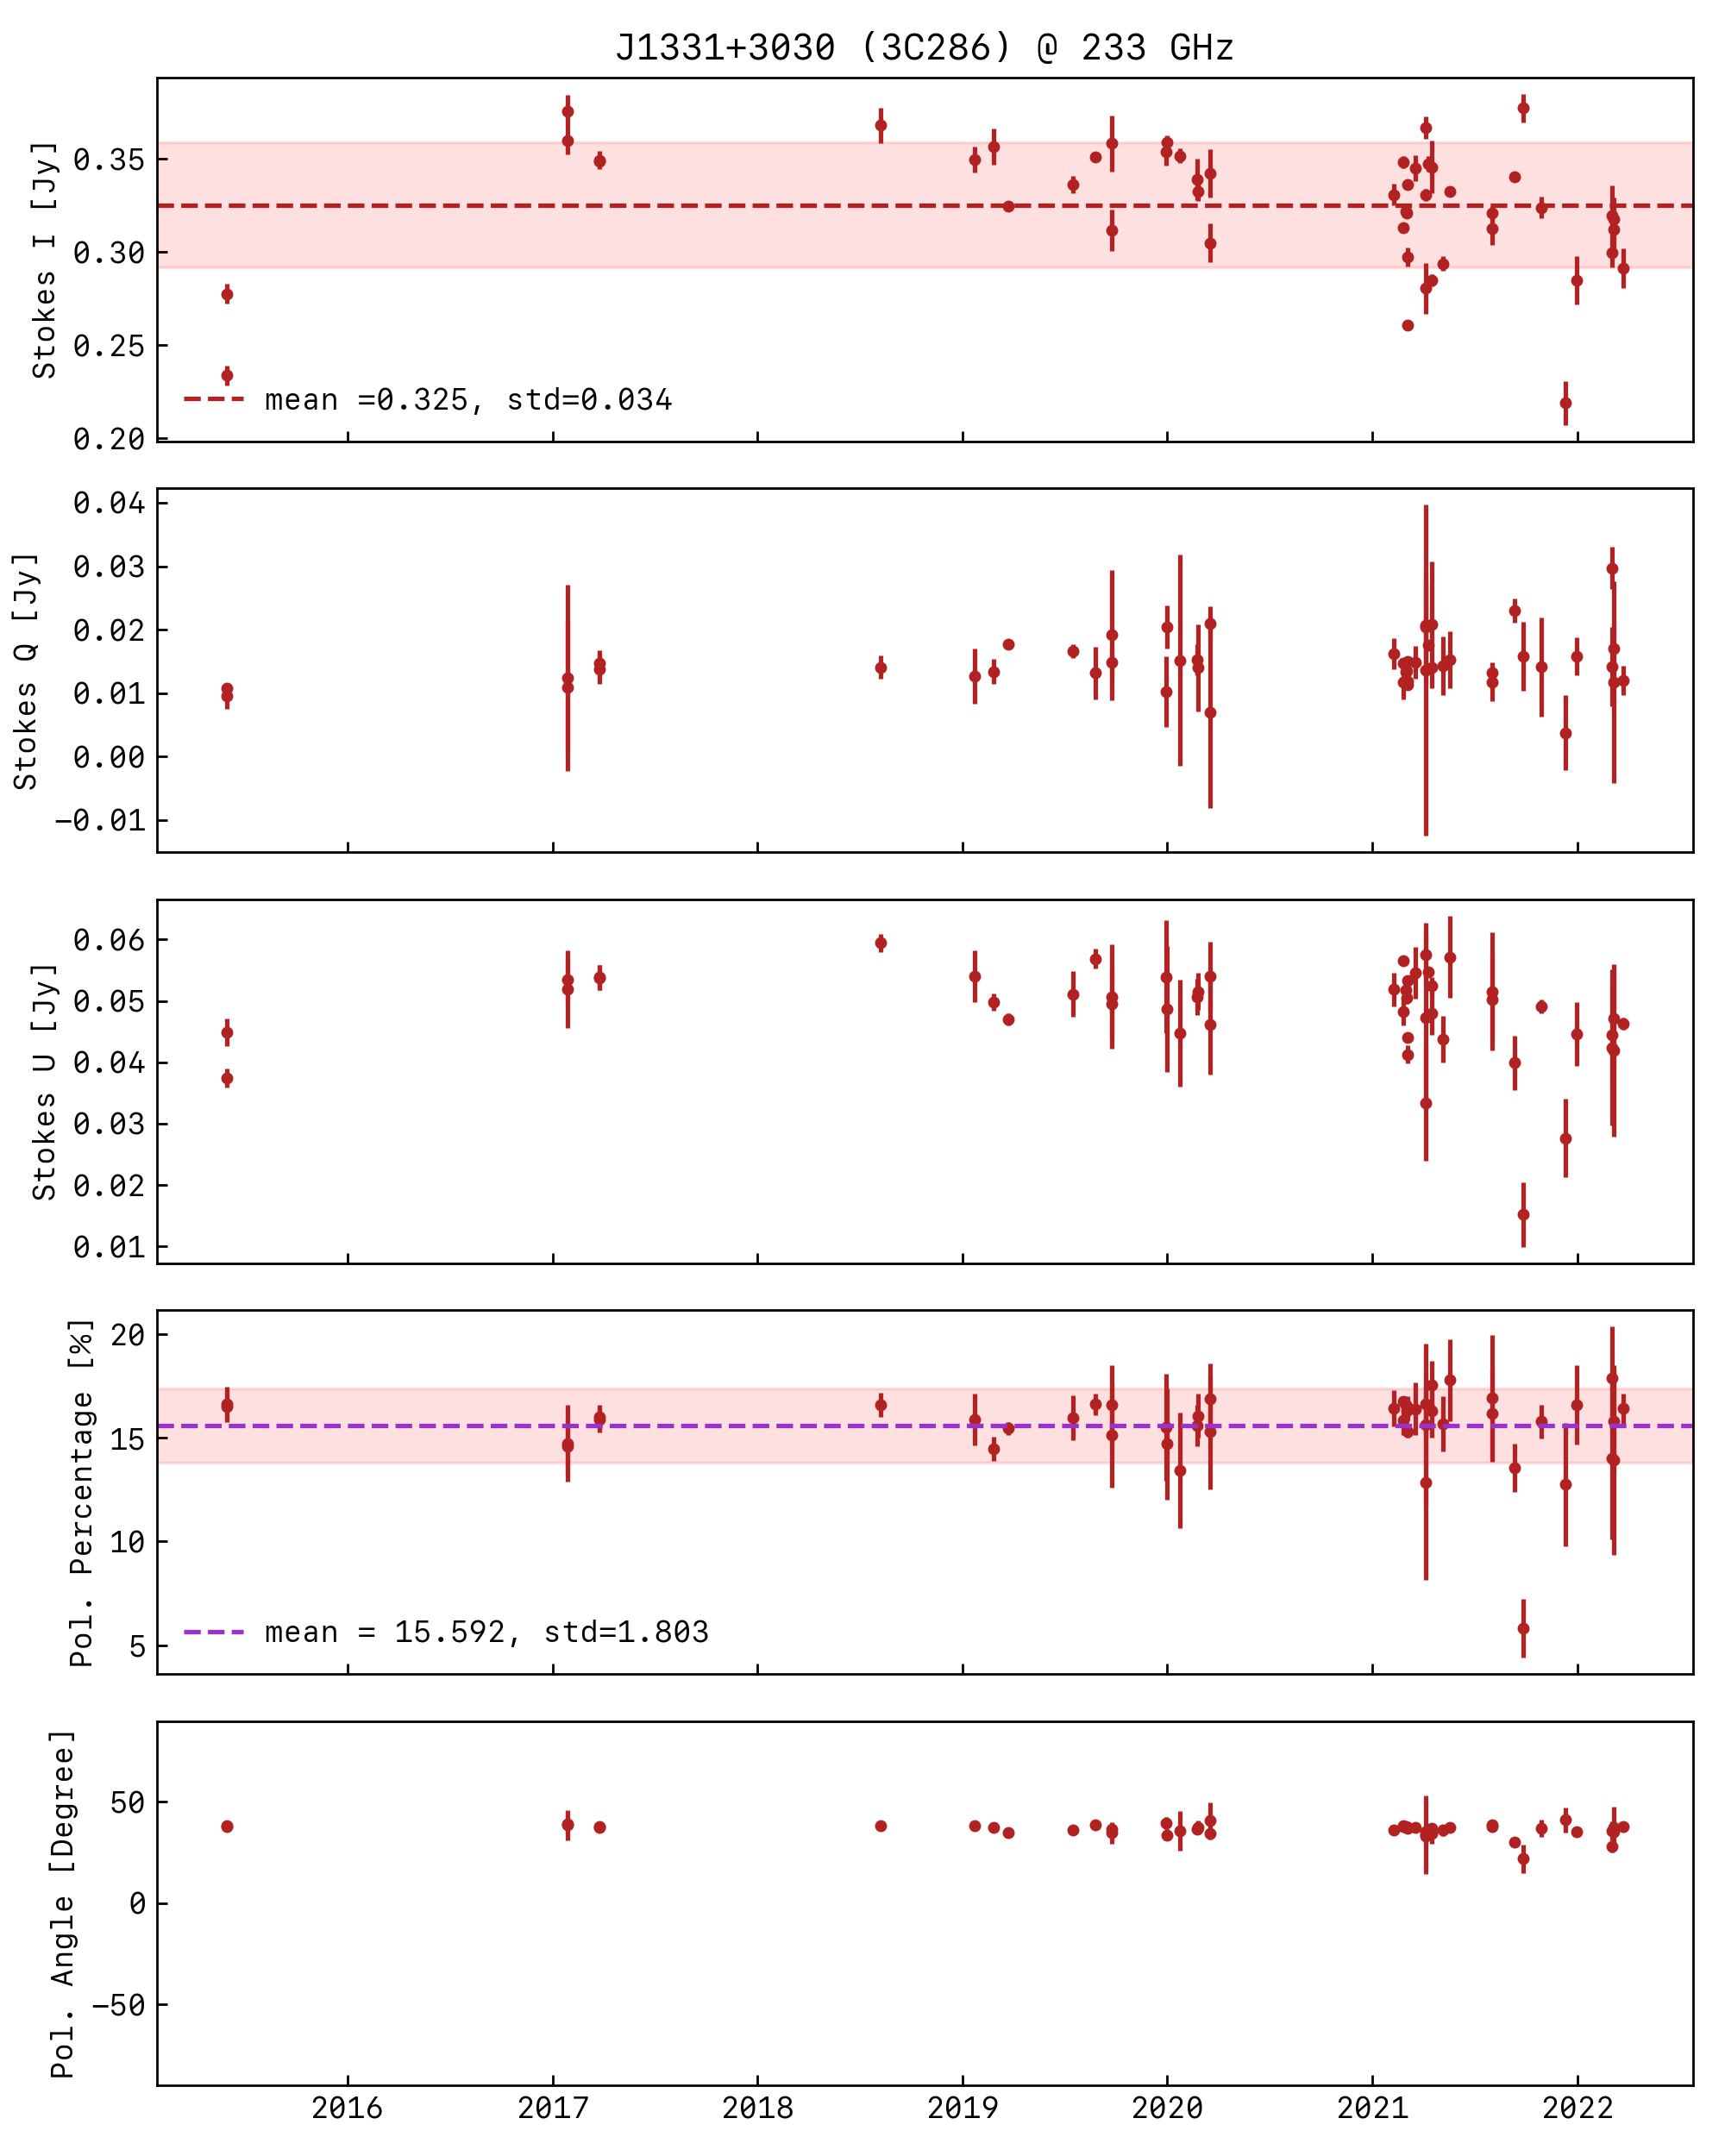 J1331+3030 (3C286) @ 233 GHz
Stokes I [Jy]
0.35
0.30
0.25
0.20
mean =0.325, std=0.034
Stokes Q [Jy]
0.04
0.03
0.02
0.01
0.00
−0.01
Stokes U [Jy]
0.06
0.05
0.04
0.03
0.02
0.01
Pol. Percentage [%]
20
15
10
5
mean = 15.592, std=1.803
Pol. Angle [Degree]
50
0
−50
2016 2017 2018 2019 2020 2021 2022